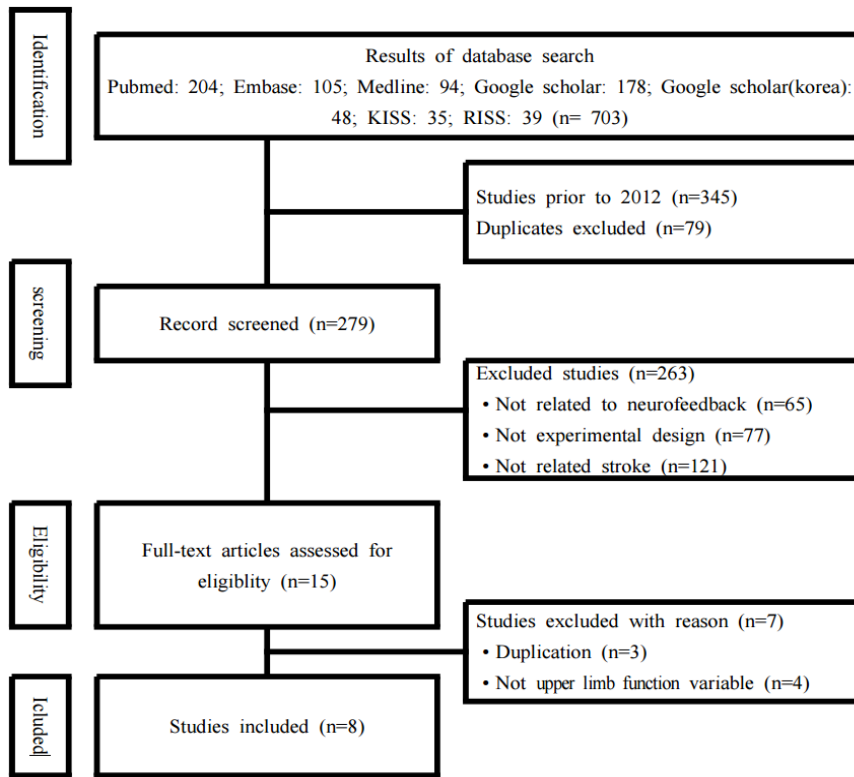 Identification
Results of database search
Pubmed: 204; Embase: 105; Medline: 94; Google scholar: 178; Google scholar(korea):
48; KISS: 35; RISS: 39 (n= 703)
Studies prior to 2012 (n=345)
Duplicates excluded (n=79)
screening
Record screened (n=279)
Excluded studies (n=263)
• Not related to neurofeedback (n=65)
• Not experimental design (n=77)
• Not related stroke (n=121)
Eligibility
Full-text articles assessed for
eligiblity (n=15)
Studies excluded with reason (n=7)
• Duplication (n=3)
• Not upper limb function variable (n=4)
Icluded
Studies included (n=8)